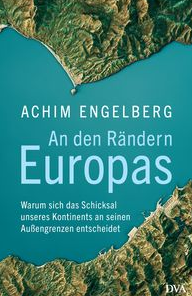 ACHIM ENGELBERG
An den Rändern
Europas
Warum sich das Schicksal
unseres Kontinents an seinen
Außengrenzen entscheidet
DVA